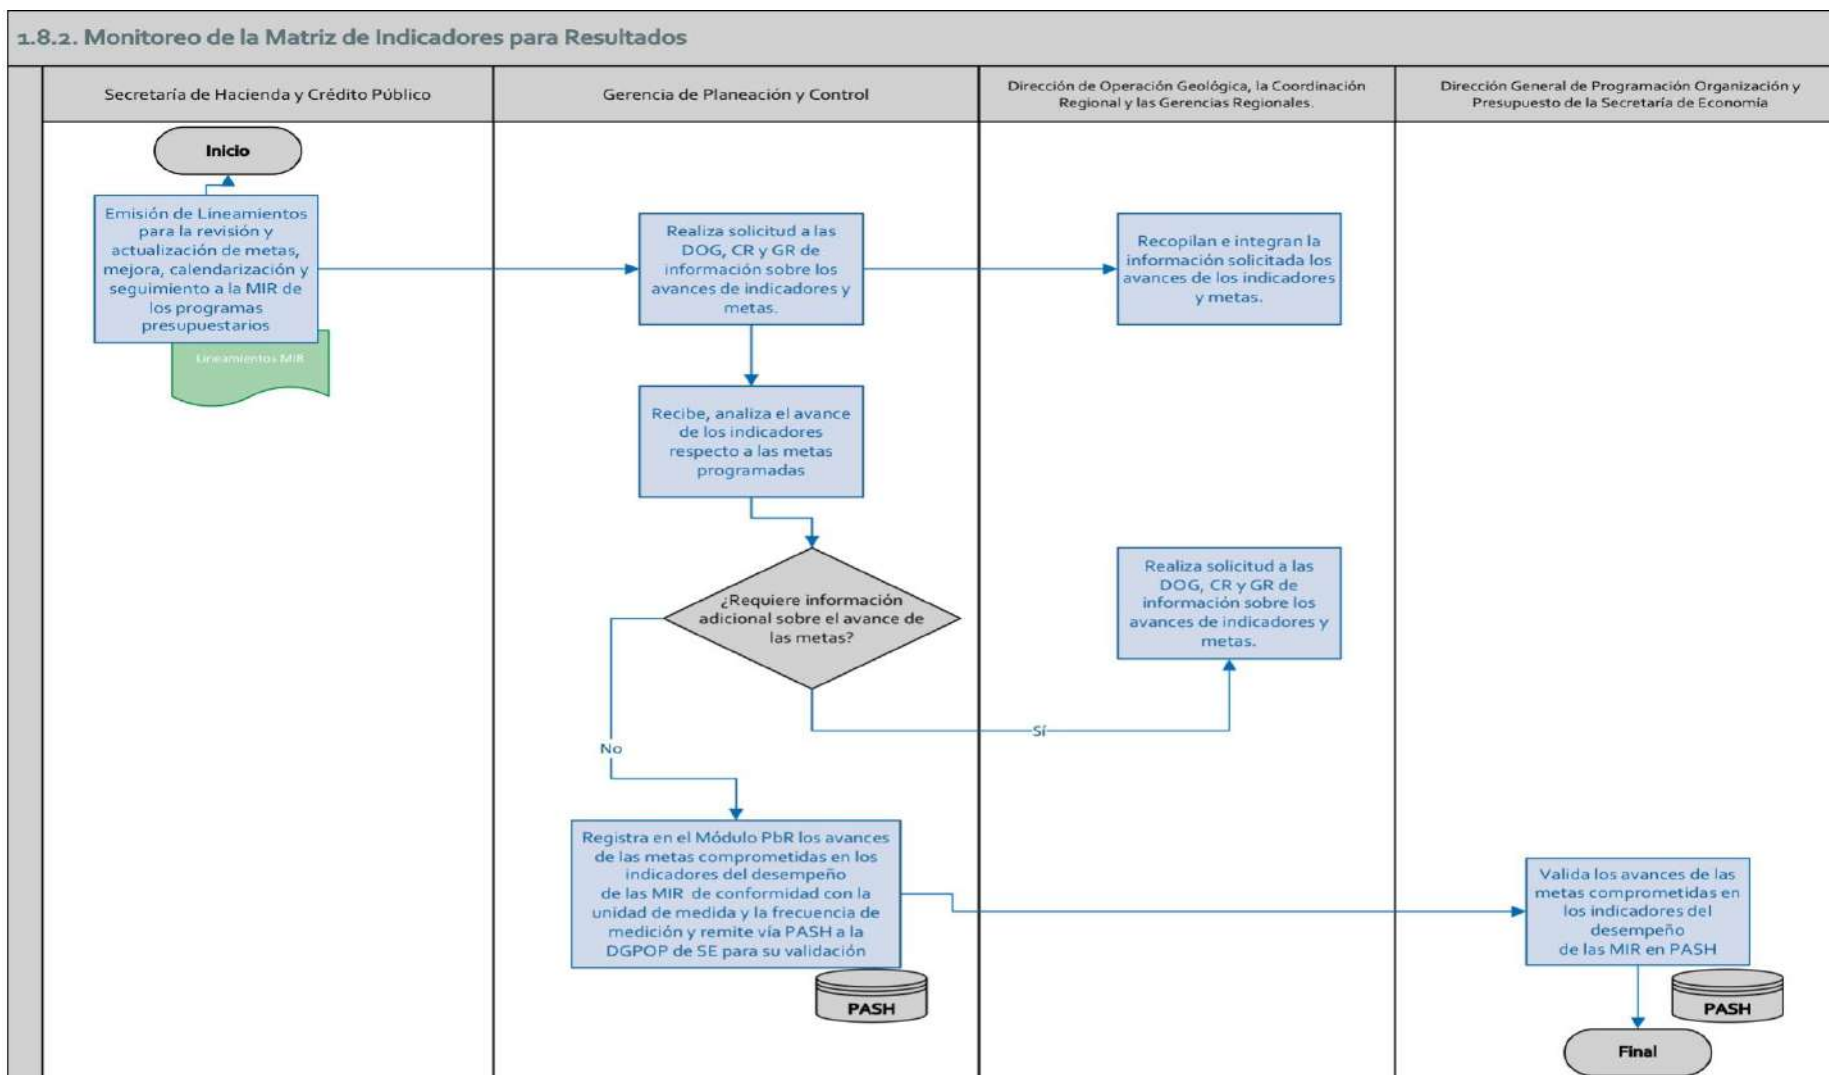 1.8.2. Monitoreo de la Matriz de Indicadores para Resultados
Secretaría de Hacienda y Crédito Público
Gerencia de Planeación y Control
Dirección de Operación Geológica, la Coordinación
Regional y las Gerencias Regionales.
Dirección General de Programación Organización y
Presupuesto de la Secretaría de Economía
Inicio
Emisión de Lineamientos
para la revisión y
actualización de metas,
mejora, calendarización y
seguimiento a la MIR de
los programas
presupuestarios
Lineamientos MIR
Realiza solicitud a las
DOG, CR y GR de
información sobre los
avances de indicadores y
metas.
Recopilan e integran la
información solicitada los
avances de los indicadores
y metas.
Recibe, analiza el avance
de los indicadores
respecto a las metas
programadas
¿Requiere información
adicional sobre el avance de
las metas?
Realiza solicitud a las
DOG, CR y GR de
información sobre los
avances de indicadores y
metas.
Sí
No
Registra en el Módulo PbR los avances
de las metas comprometidas en los
indicadores del desempeño
de las MIR de conformidad con la
unidad de medida y la frecuencia de
medición y remite vía PASH a la
DGPOP de SE para su validación
PASH
Valida los avances de las
metas comprometidas en
los indicadores del
desempeño
de las MIR en PASH
PASH
Final